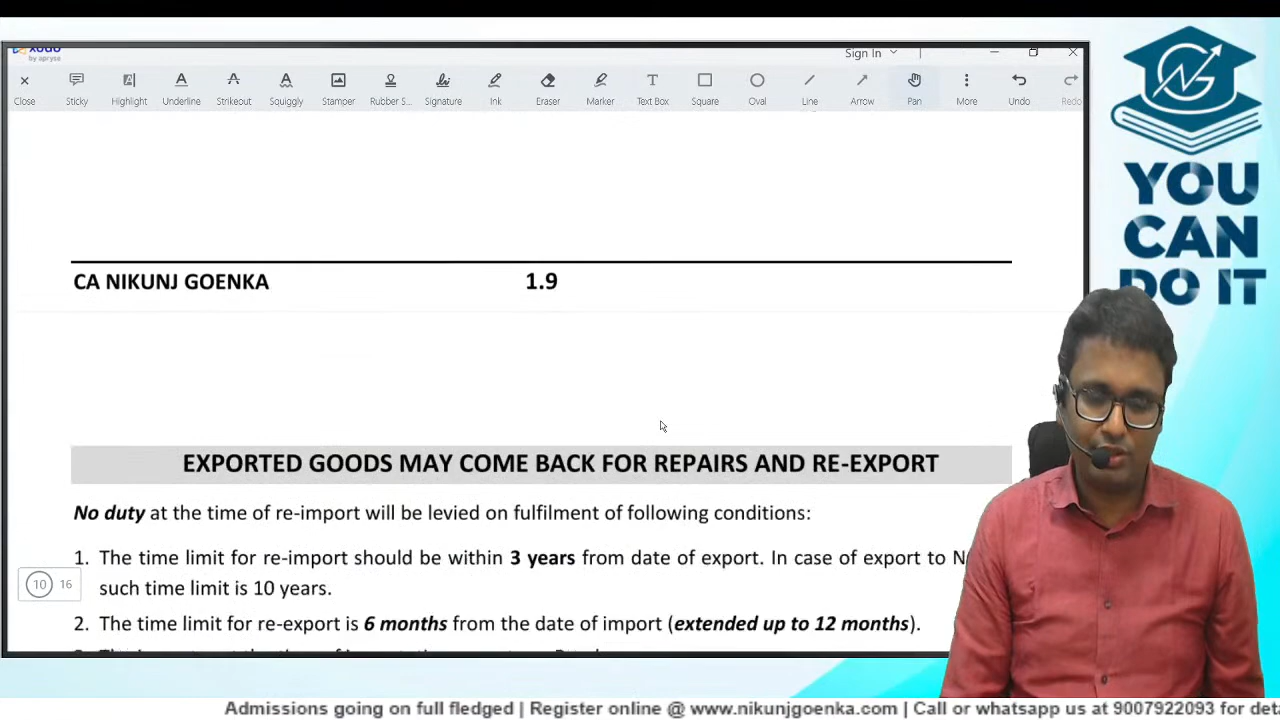 by apryse
Sign In
Close
Sticky
Highlight
Underline
Strikeout
Squiggly
Stamper
Rubber S...
Signature
Ink
Eraser
Marker
Text Box
Square
Oval
Line
Arrow
Pan
More
Undo
Redo
YOU
CAN
DO IT
CA NIKUNJ GOENKA 1.9
EXPORTED GOODS MAY COME BACK FOR REPAIRS AND RE-EXPORT
No duty at the time of re-import will be levied on fulfilment of following conditions:
1. The time limit for re-import should be within 3 years from date of export. In case of export to
such time limit is 10 years.
2. The time limit for re-export is 6 months from the date of import (extended up to 12 months).
10 16
Admissions going on full fledged | Register online @ www.nikunjgoenka.com | Call or whatsapp us at 9007922093 for deta